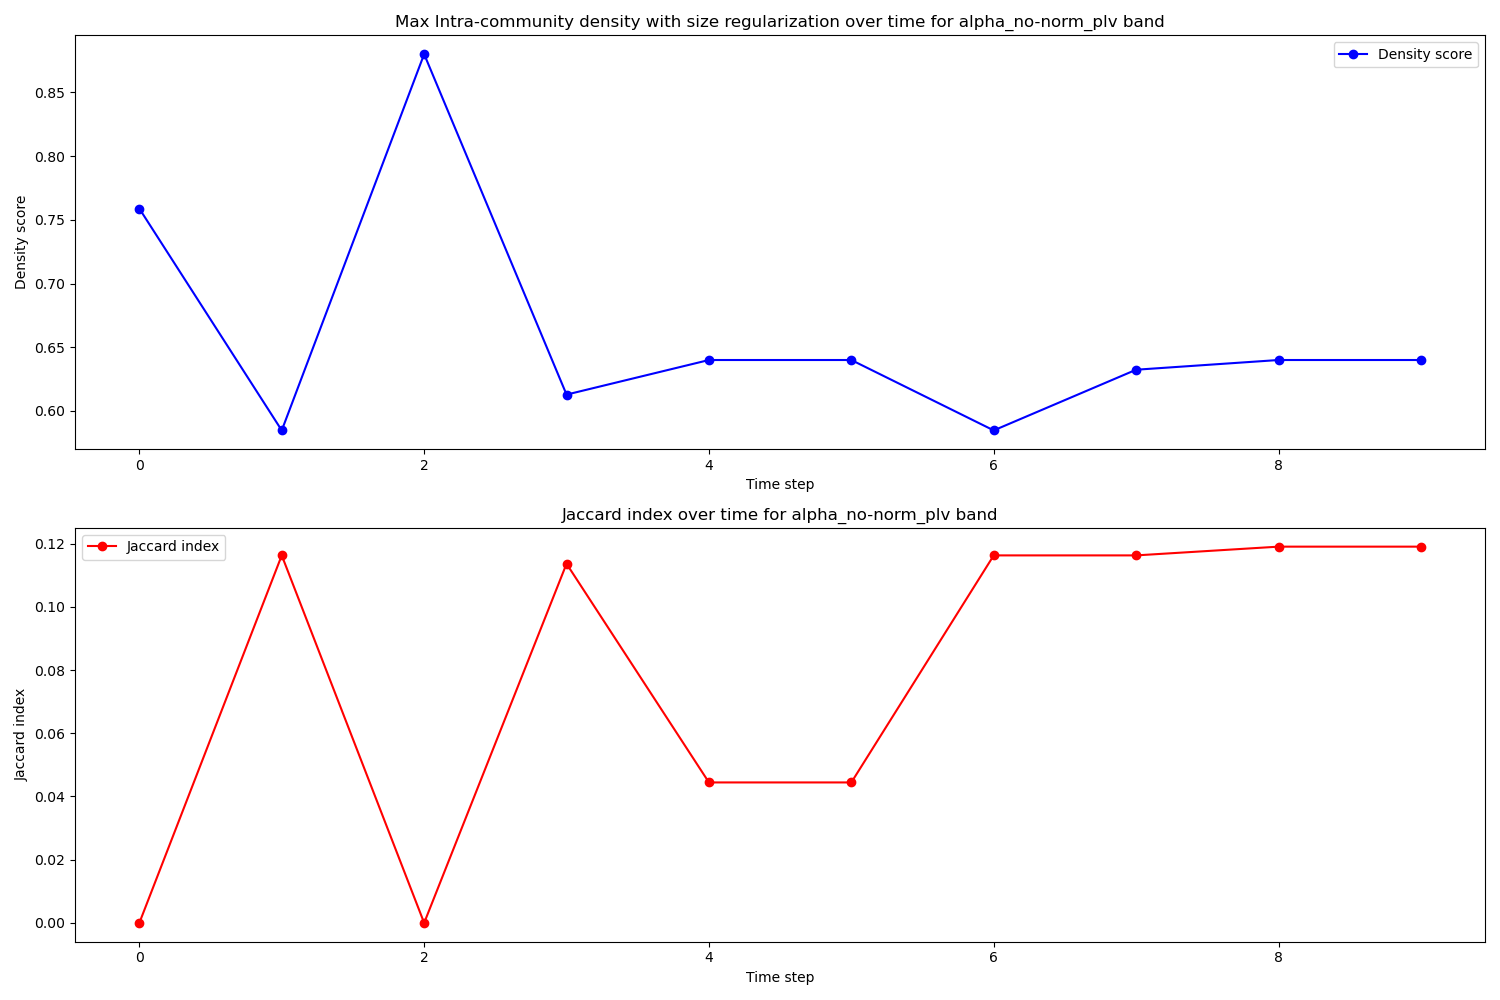 Max Intra-community density with size regularization over time for alpha_no-norm_plv band
Density score
0.85
0.80
0.75
0.70
0.65
0.60
Density score
0 2 4 6 8
Time step
Jaccard index over time for alpha_no-norm_plv band
Jaccard index
0.12
0.10
0.08
0.06
0.04
0.02
0.00
Jaccard index
0 2 4 6 8
Time step